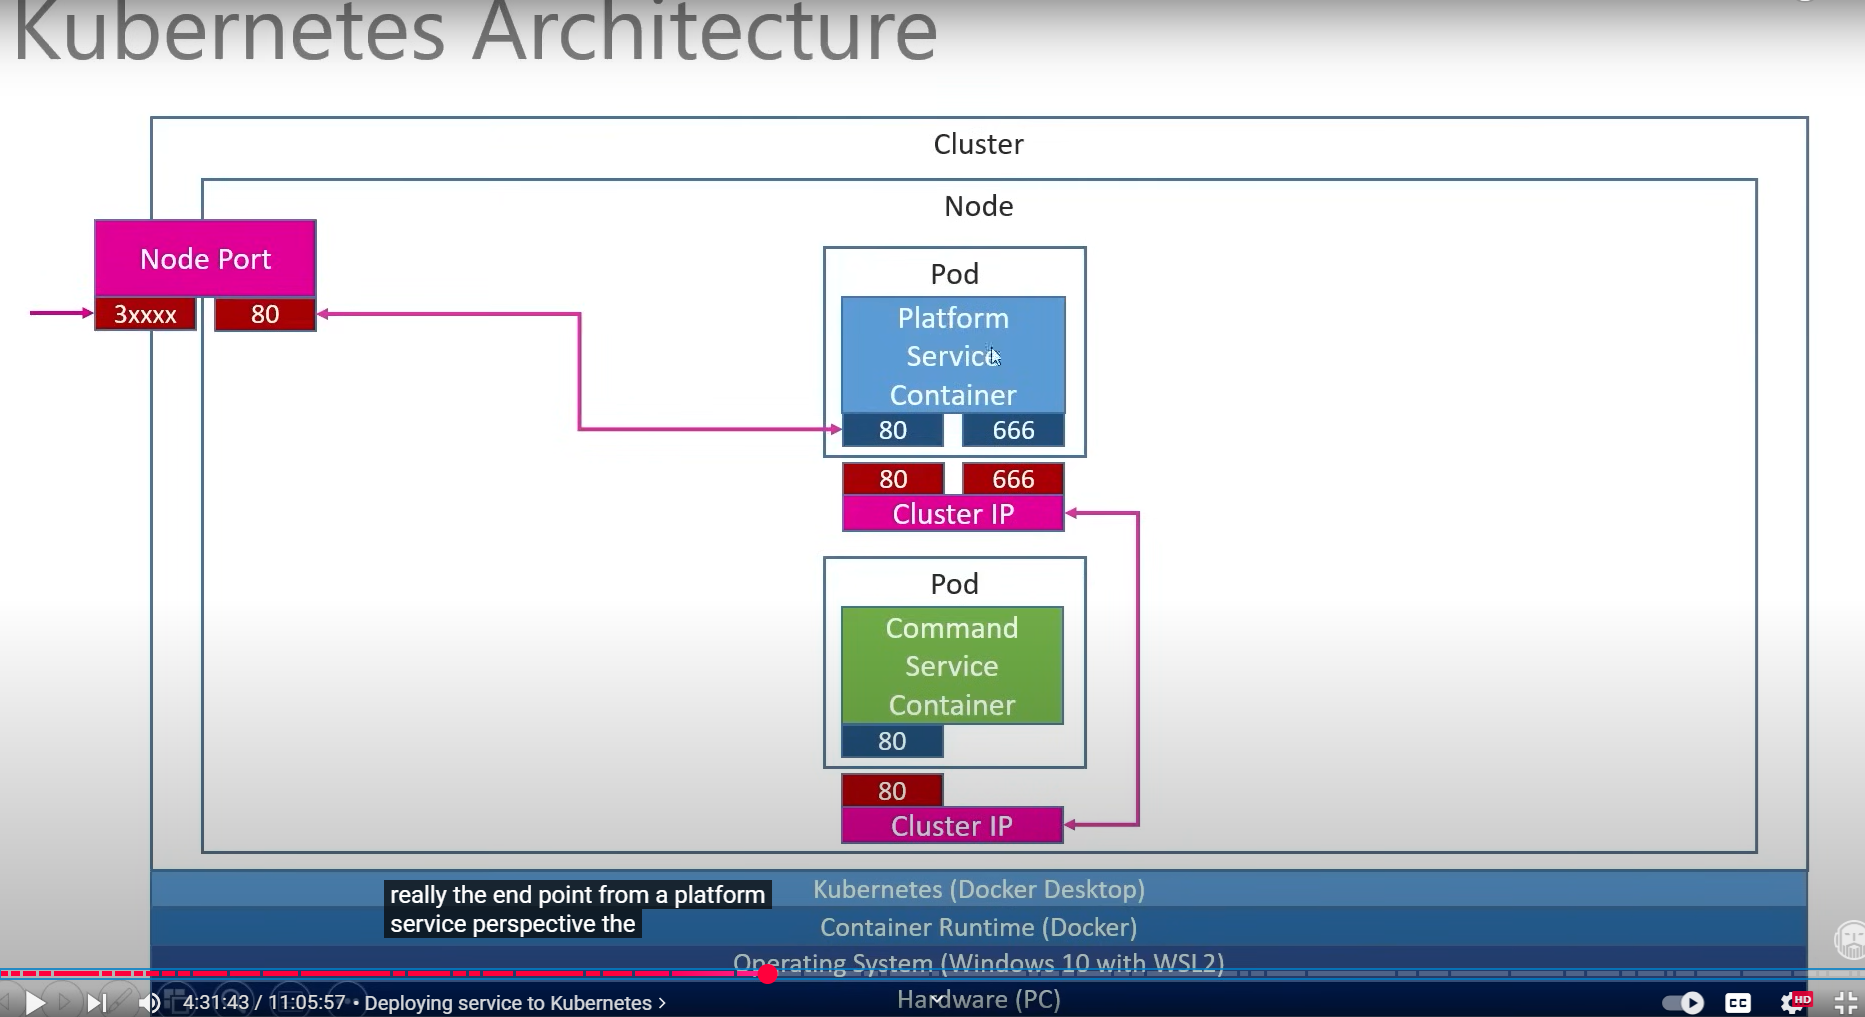 Kubernetes Architecture
Cluster
Node
Node Port
3xxxx
80
Pod
Platform
Service
Container
80
666
80
666
Cluster IP
Pod
Command
Service
Container
80
80
Cluster IP
Kubernetes (Docker Desktop)
Container Runtime (Docker)
Operating System (Windows 10 with WSL2)
Hardware (PC)
really the end point from a platform
service perspective the
4:31:43 / 11:05:57 • Deploying service to Kubernetes >
CC
HD